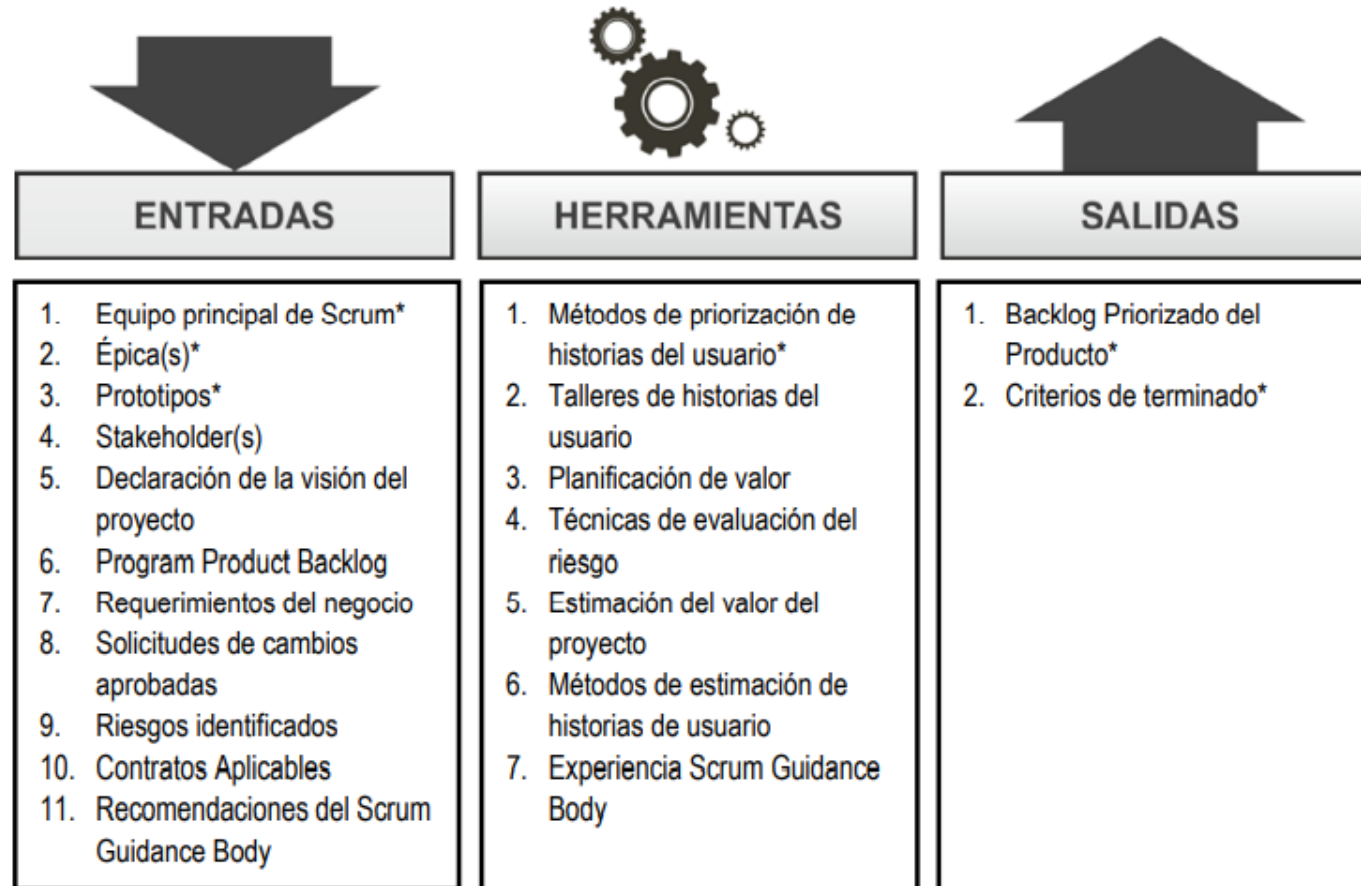 ENTRADAS
1. Equipo principal de Scrum*
2. Épica(s)*
3. Prototipos*
4. Stakeholder(s)
5. Declaración de la visión del
proyecto
6. Program Product Backlog
7. Requerimientos del negocio
8. Solicitudes de cambios
aprobadas
9. Riesgos identificados
10. Contratos Aplicables
11. Recomendaciones del Scrum
Guidance Body
HERRAMIENTAS
1. Métodos de priorización de
historias del usuario*
2. Talleres de historias del
usuario
3. Planificación de valor
4. Técnicas de evaluación del
riesgo
5. Estimación del valor del
proyecto
6. Métodos de estimación de
historias de usuario
7. Experiencia Scrum Guidance
Body
SALIDAS
1. Backlog Priorizado del
Producto*
2. Criterios de terminado*